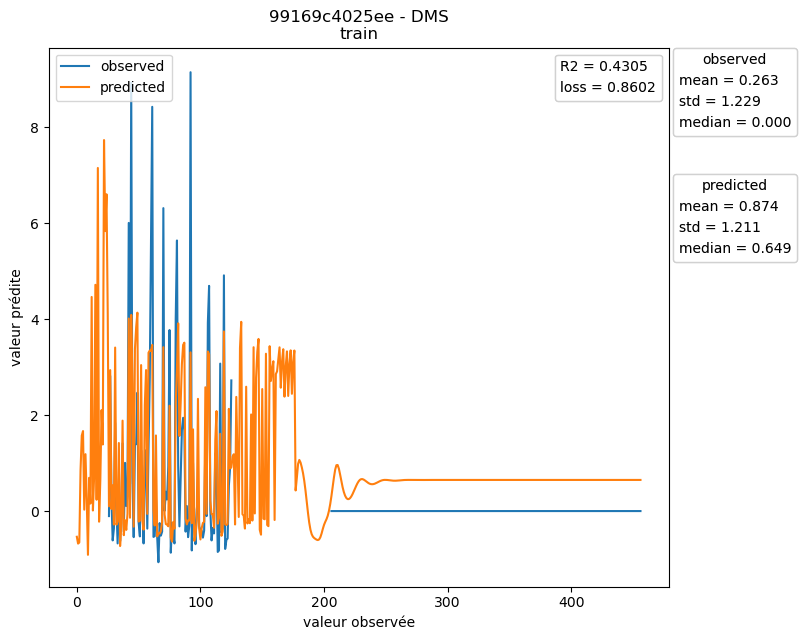 99169c4025ee - DMS
train
observed
predicted
R2 = 0.4305
loss = 0.8602
observed
mean = 0.263
std = 1.229
median = 0.000
predicted
mean = 0.874
std = 1.211
median = 0.649
valeur prédite
8
6
4
2
0
0
100
200
300
400
valeur observée